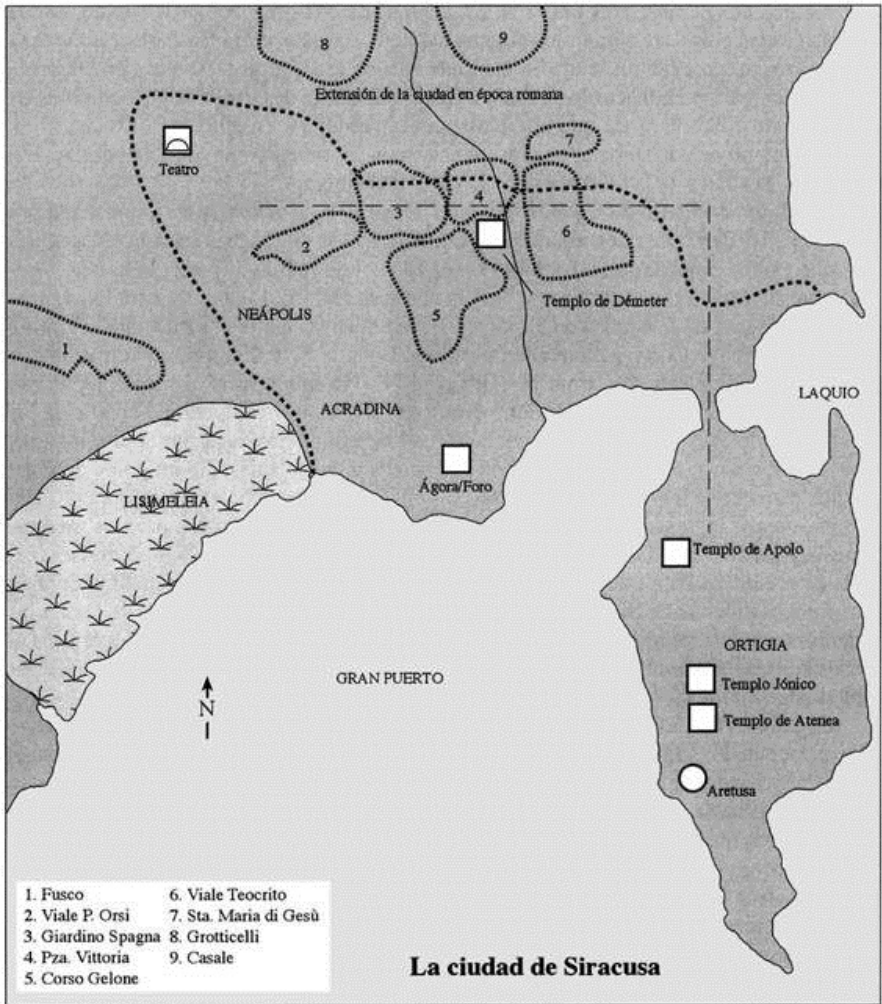 8
9
Extensión de la ciudad en época romana
7
Teatro
4
3
2
6
Templo de Démeter
NEÁPOLIS
5
1
LAQUIO
ACRADINA
Ágora/Foro
LISIMELEIA
Templo de Apolo
ORTIGIA
GRAN PUERTO
Templo Jónico
N
Templo de Atenea
Aretusa
1. Fusco
2. Viale P. Orsi
3. Giardino Spagna
4. Pza. Vittoria
5. Corso Gelone
6. Viale Teocrito
7. Sta. Maria di Gesù
8. Grotticelli
9. Casale
La ciudad de Siracusa